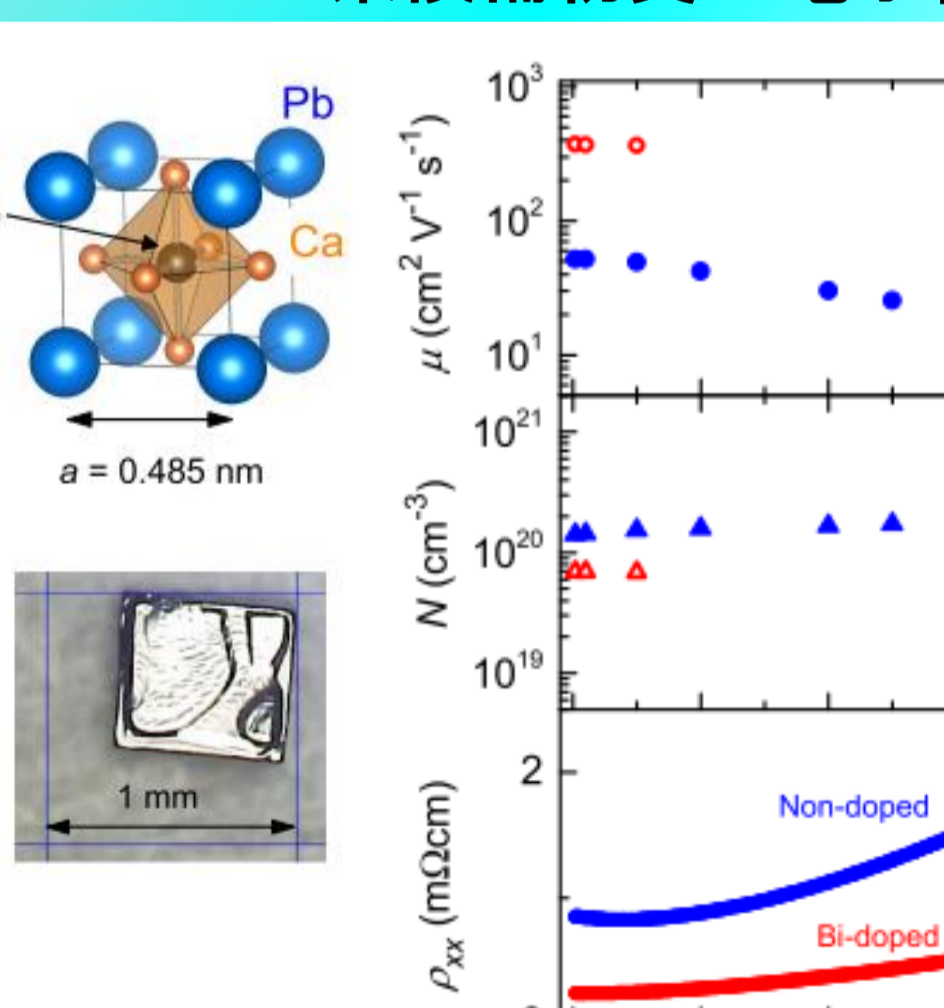 Pb
Ca
a = 0.485 nm
1 mm
10³
10²
10¹
μ (cm² V⁻¹ s⁻¹)
10²¹
10²⁰
10¹⁹
N (cm⁻³)
2
ρxx (mΩcm)
Non-doped
Bi-doped